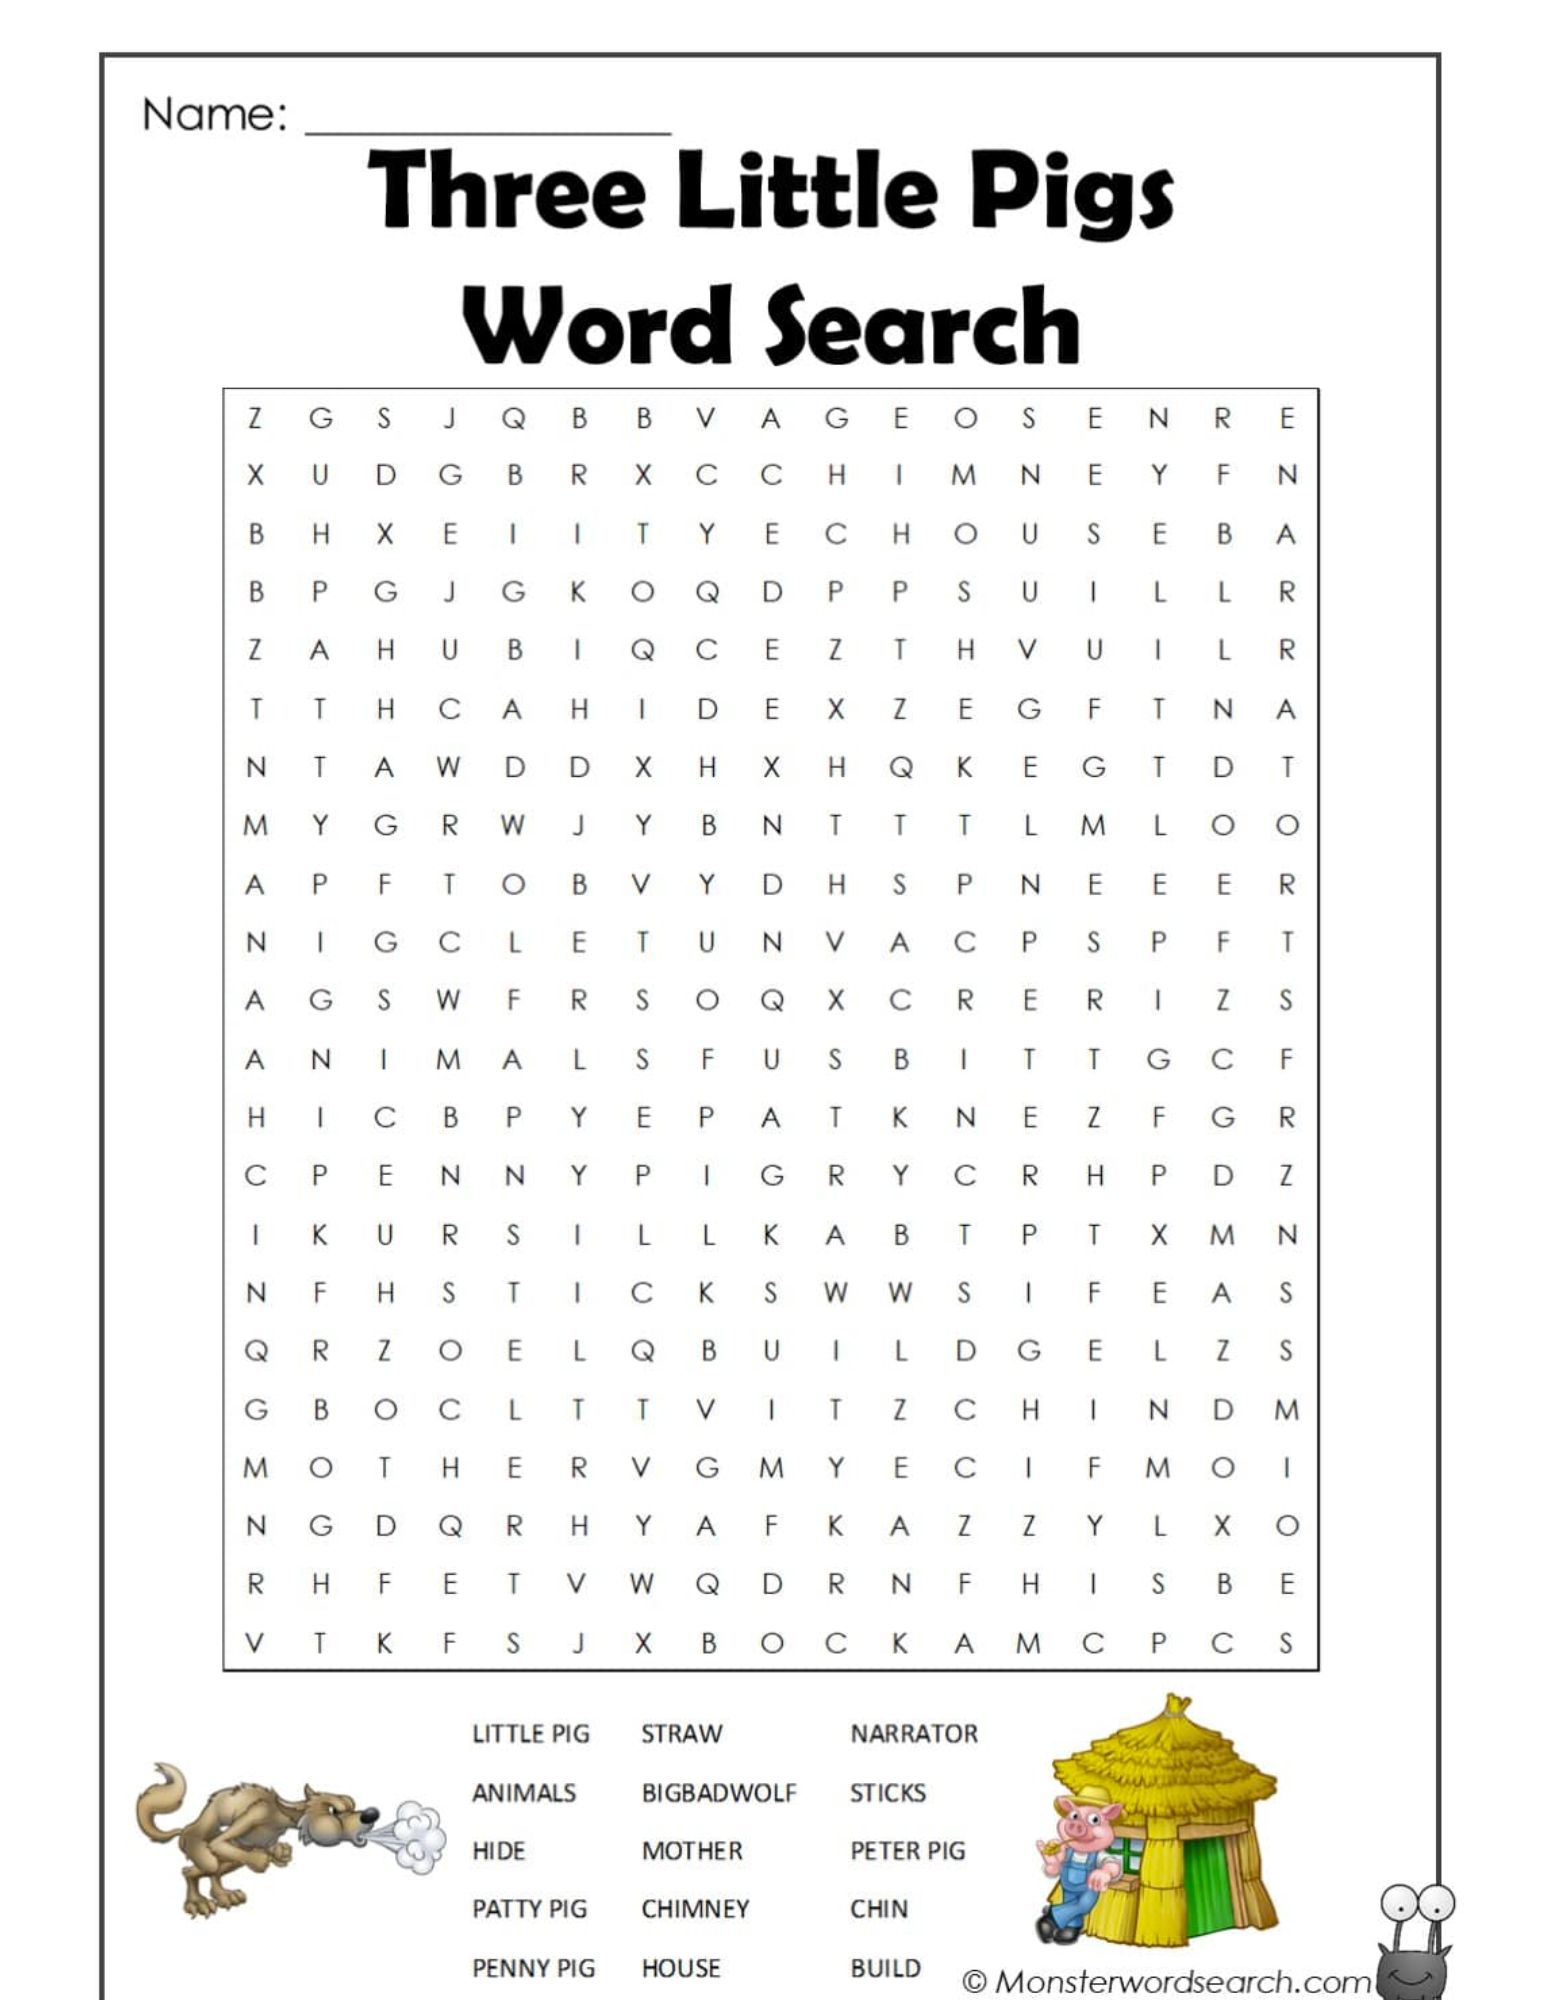 Name: ___________________
Three Little Pigs
Word Search
Z G S J Q B B V A G E O S E N R E
X U D G B R X C C H I M N E Y F N
B H X E I I T Y E C H O U S E B A
B P G J G K O Q D P P S U I L L R
Z A H U B I Q C E Z T H V U I L R
T T H C A H I D E X Z E G F T N A
N T A W D D X H X H Q K E G T D T
M Y G R W J Y B N T T T L M L O O
A P F T O B V Y D H S P N E E E R
N I G C L E T U N V A C P S P F T
A G S W F R S O Q X C R E R I Z S
A N I M A L S F U S B I T T G C F
H I C B P Y E P A T K N E Z F G R
C P E N N Y P I G R Y C R H P D Z
I K U R S I L L K A B T P T X M N
N F H S T I C K S W W S I F E A S
Q R Z O E L Q B U I L D G E L Z S
G B O C L T T V I T Z C H I N D M
M O T H E R V G M Y E C I F M O I
N G D Q R H Y A F K A Z Z Y L X O
R H F E T V W Q D R N F H I S B E
V T K F S J X B O C K A M C P C S
LITTLE PIG STRAW NARRATOR
ANIMALS BIGBADWOLF STICKS
HIDE MOTHER PETER PIG
PATTY PIG CHIMNEY CHIN
PENNY PIG HOUSE BUILD
© Monsterwordsearch.com